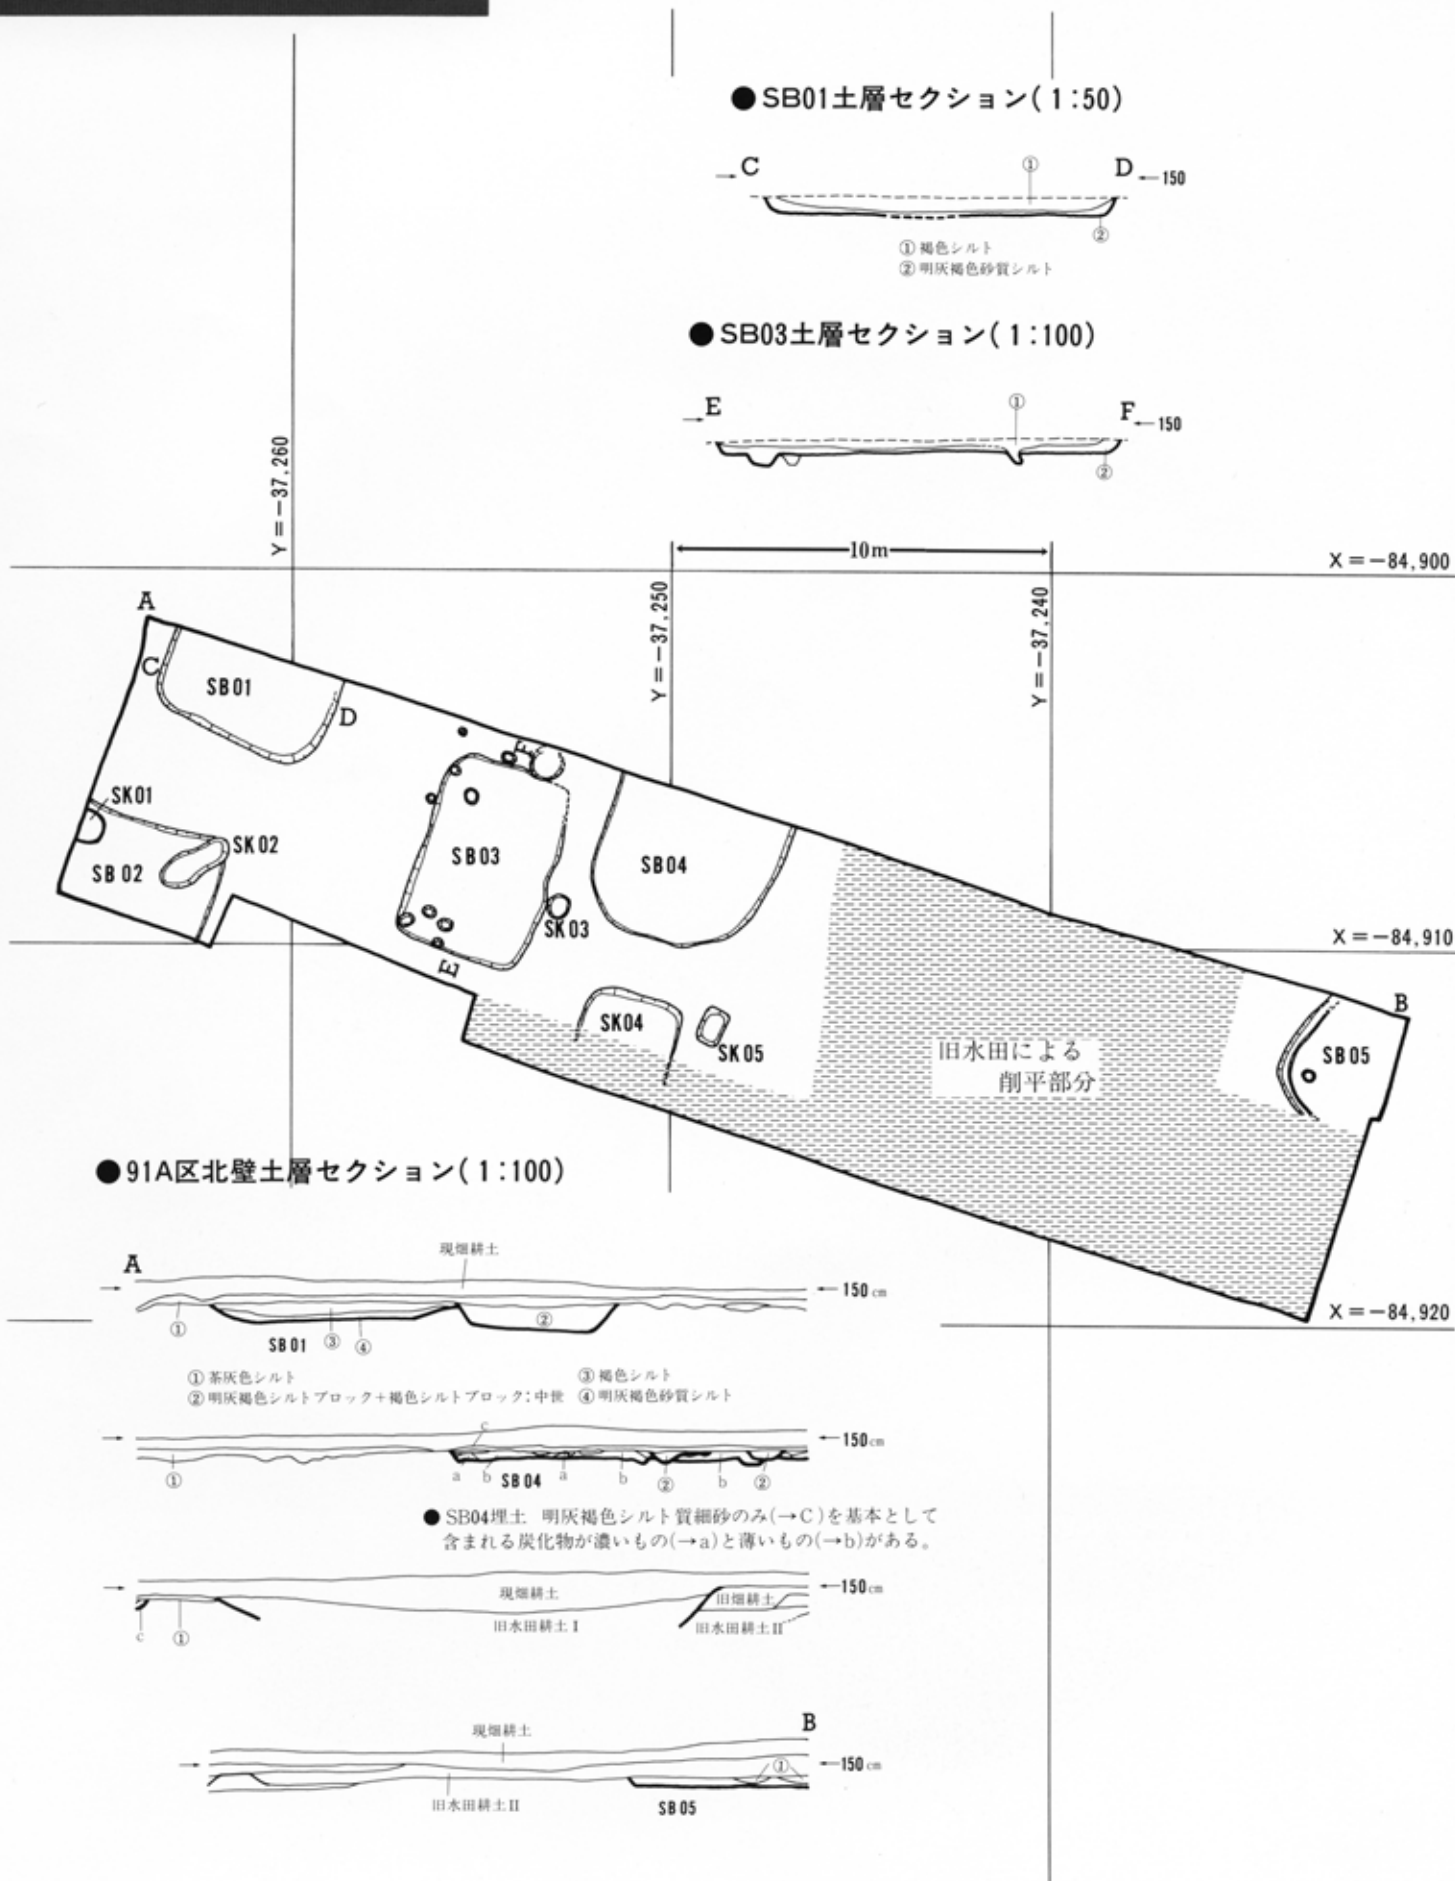 ●SB01土層セクション(1:50)
C
①
D
150
②
① 褐色シルト
② 明灰褐色砂質シルト
●SB03土層セクション(1:100)
E
①
F
150
②
Y=-37,260
10m
X=-84,900
Y=-37,250
Y=-37,240
A
C
SB01
D
F
SK01
SK02
SB02
SB03
SB04
SK03
E
X=-84,910
B
SK04
SK05
SB05
旧水田による
削平部分
●91A区北壁土層セクション(1:100)
A
現畑耕土
150cm
①
SB01
③
④
②
X=-84,920
① 茶灰色シルト
③ 褐色シルト
② 明灰褐色シルトブロック+褐色シルトブロック:中世
④ 明灰褐色砂質シルト
c
150cm
①
a
b
SB04
a
b
②
b
②
●SB04埋土 明灰褐色シルト質細砂のみ(→C)を基本として
含まれる炭化物が濃いもの(→a)と薄いもの(→b)がある。
現畑耕土
旧畑耕土
150cm
c
①
旧水田耕土I
旧水田耕土II
現畑耕土
B
①
150cm
旧水田耕土II
SB05